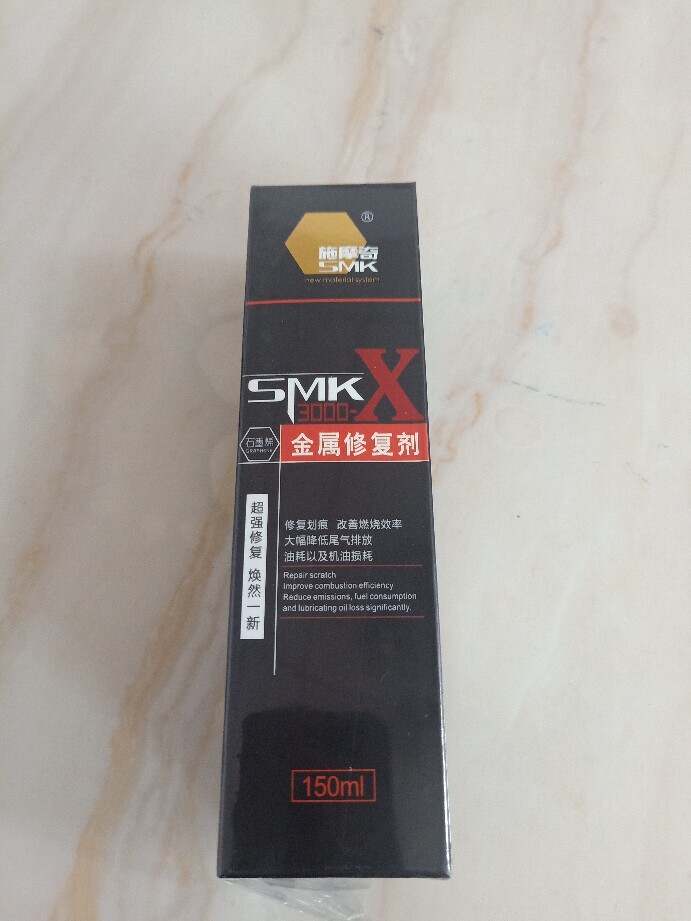 ®
施摩奇
SMK
new material system
SMK
3000-X
石墨烯
GRAPHENE
金属修复剂
超强修复 焕然一新
修复划痕 改善燃烧效率
大幅降低尾气排放
油耗以及机油损耗
Repair scratch
Improve combustion efficiency
Reduce emissions, fuel consumption
and lubricating oil loss significantly.
150ml